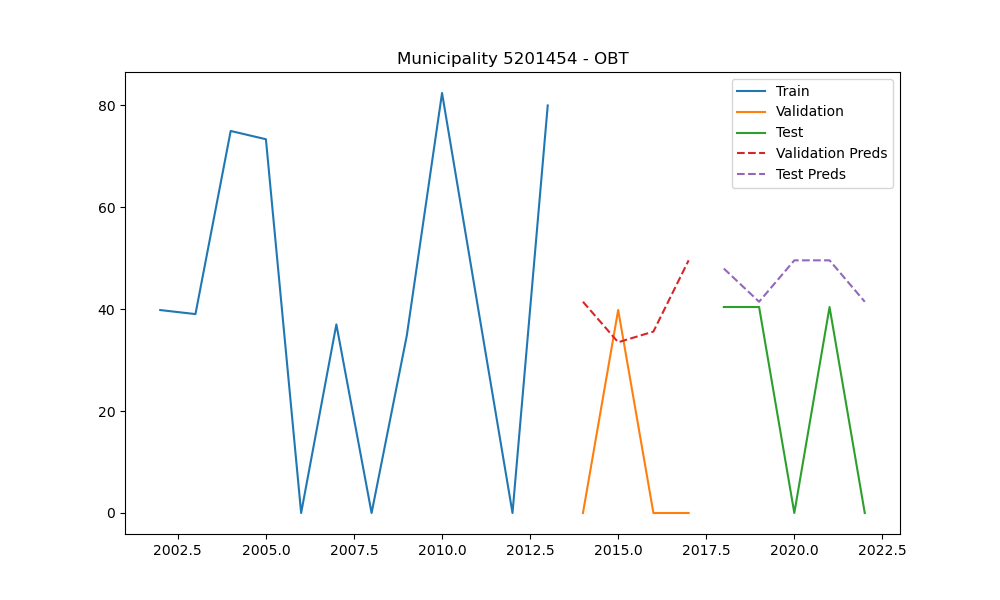 Municipality 5201454 - OBT
Train
Validation
Test
Validation Preds
Test Preds
80
60
40
20
0
2002.5 2005.0 2007.5 2010.0 2012.5 2015.0 2017.5 2020.0 2022.5